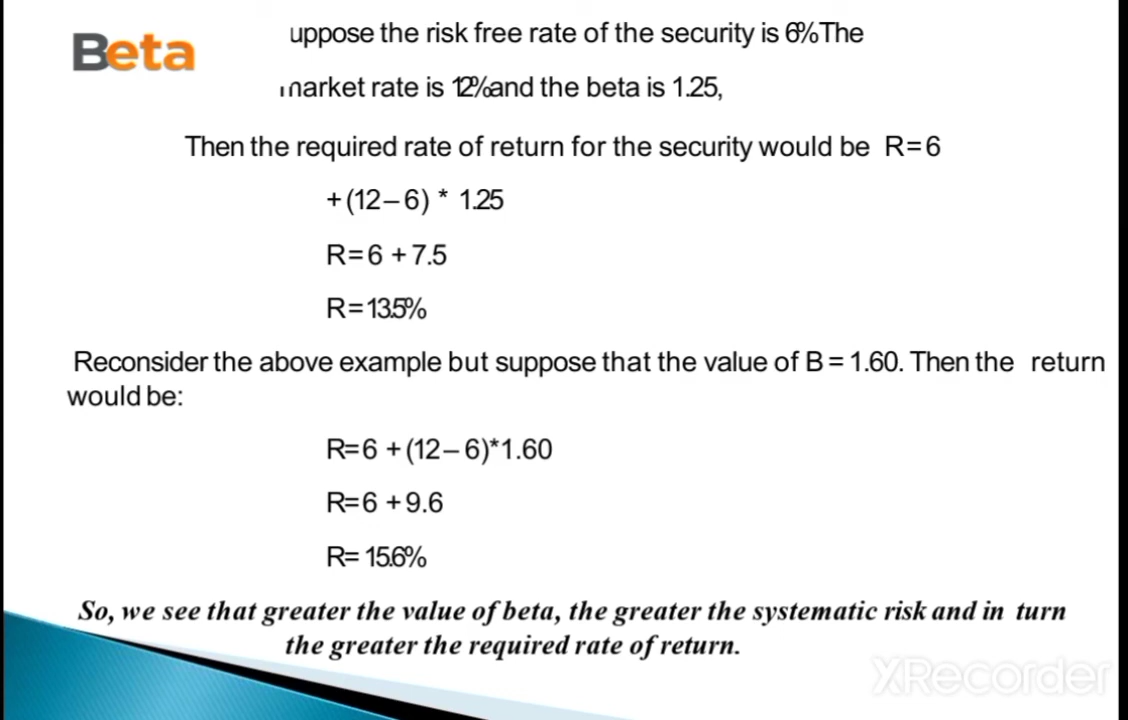 Beta
uppose the risk free rate of the security is 6% The
market rate is 12% and the beta is 1.25,
Then the required rate of return for the security would be R=6
+(12–6) * 1.25
R=6 +7.5
R=13.5%
Reconsider the above example but suppose that the value of B = 1.60. Then the return
would be:
R=6 +(12–6)*1.60
R=6 +9.6
R= 15.6%
So, we see that greater the value of beta, the greater the systematic risk and in turn
the greater the required rate of return.
XRecorder